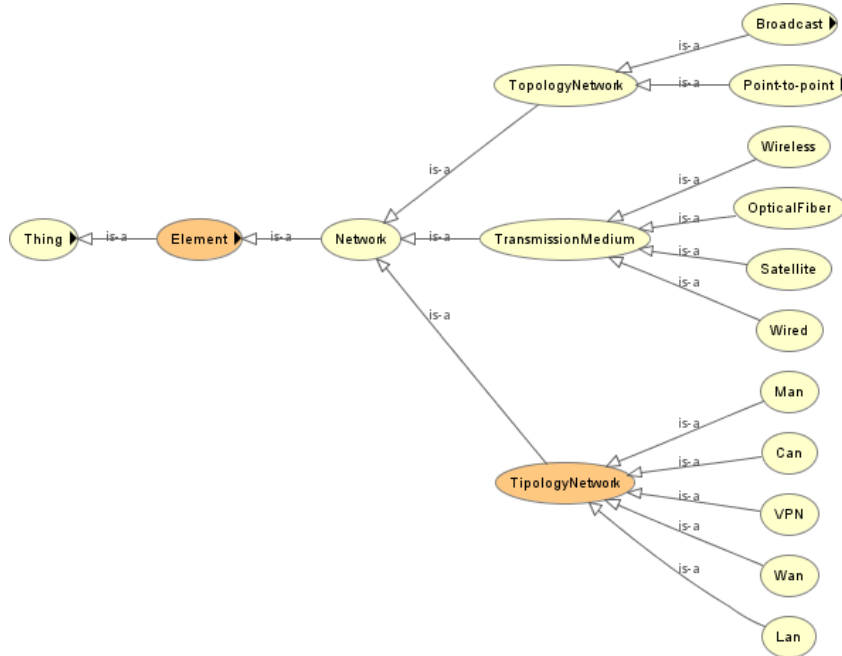 Broadcast
is-a
TopologyNetwork
is-a
Point-to-point
is-a
Wireless
is-a
OpticalFiber
is-a
Thing
is-a
Element
is-a
Network
is-a
TransmissionMedium
is-a
Satellite
is-a
Wired
is-a
Man
is-a
Can
is-a
TipologyNetwork
is-a
VPN
is-a
Wan
is-a
Lan
is-a